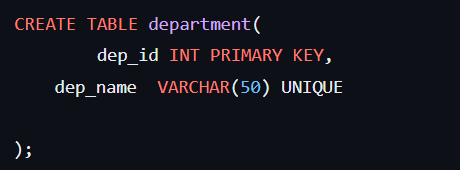 CREATE TABLE department(
dep_id INT PRIMARY KEY,
dep_name VARCHAR(50) UNIQUE
);